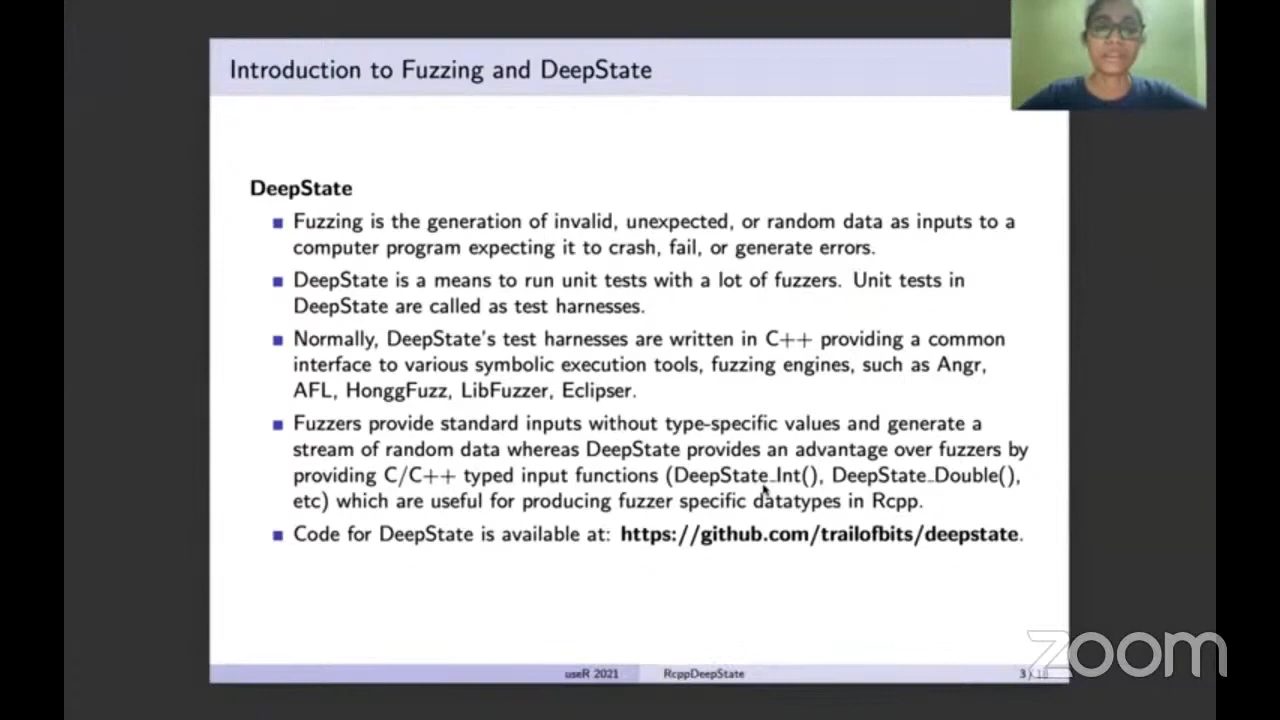 Introduction to Fuzzing and DeepState
DeepState
Fuzzing is the generation of invalid, unexpected, or random data as inputs to a
computer program expecting it to crash, fail, or generate errors.
DeepState is a means to run unit tests with a lot of fuzzers. Unit tests in
DeepState are called as test harnesses.
Normally, DeepState's test harnesses are written in C++ providing a common
interface to various symbolic execution tools, fuzzing engines, such as Angr,
AFL, HonggFuzz, LibFuzzer, Eclipser.
Fuzzers provide standard inputs without type-specific values and generate a
stream of random data whereas DeepState provides an advantage over fuzzers by
providing C/C++ typed input functions (DeepState_Int(), DeepState_Double(),
etc) which are useful for producing fuzzer specific datatypes in Rcpp.
Code for DeepState is available at: https://github.com/trailofbits/deepstate.
useR 2021 RcppDeepState 3 /
zoom